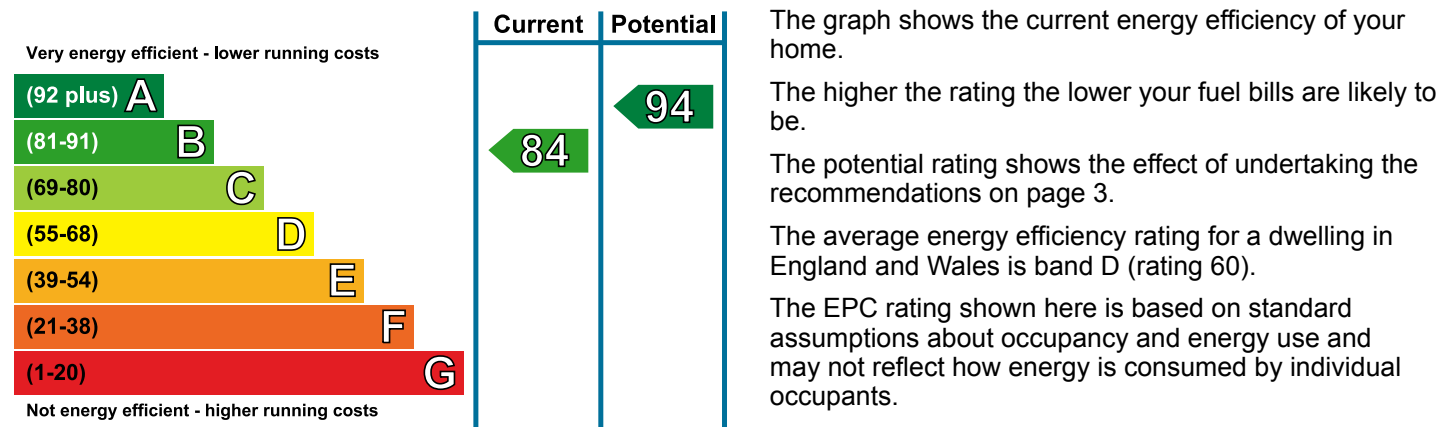 Current Potential
Very energy efficient - lower running costs
(92 plus) A
94
(81-91) B
84
(69-80) C
(55-68) D
(39-54) E
(21-38) F
(1-20) G
Not energy efficient - higher running costs
The graph shows the current energy efficiency of your
home.
The higher the rating the lower your fuel bills are likely to
be.
The potential rating shows the effect of undertaking the
recommendations on page 3.
The average energy efficiency rating for a dwelling in
England and Wales is band D (rating 60).
The EPC rating shown here is based on standard
assumptions about occupancy and energy use and
may not reflect how energy is consumed by individual
occupants.